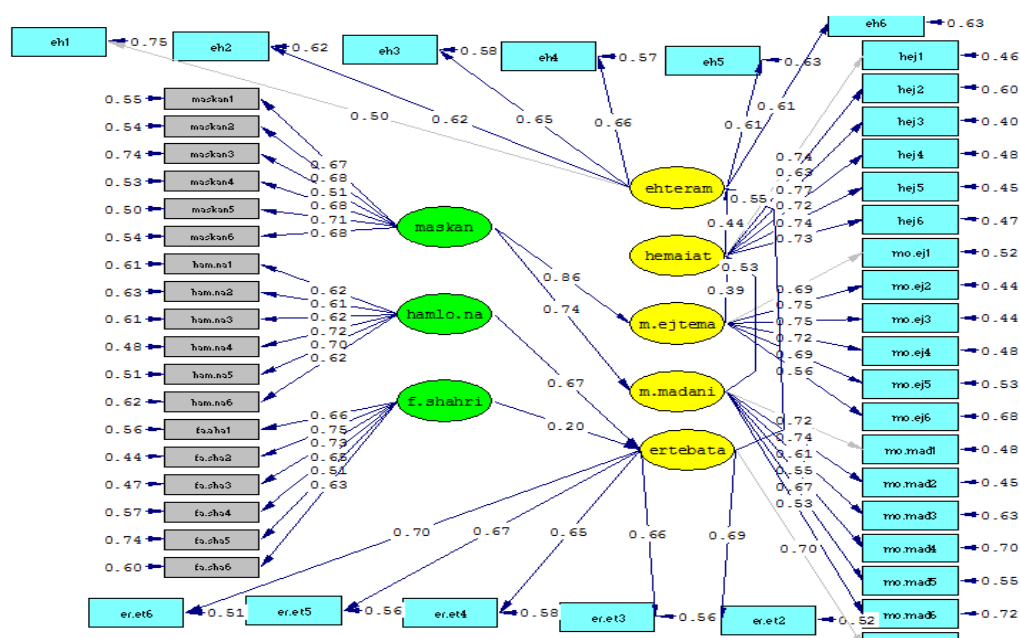 eh6 0.63
eh1 0.75 eh2 0.62 eh3 0.58 eh4 0.57 eh5 0.63
hej1 0.46
hej2 0.60
hej3 0.40
hej4 0.48
hej5 0.45
hej6 0.47
mo.ej1 0.52
mo.ej2 0.44
mo.ej3 0.44
mo.ej4 0.48
mo.ej5 0.53
mo.ej6 0.68
mo.mad1 0.48
mo.mad2 0.45
mo.mad3 0.63
mo.mad4 0.70
mo.mad5 0.55
mo.mad6 0.72
0.55 maskan1
0.54 maskan2
0.74 maskan3
0.53 maskan4
0.50 maskan5
0.54 maskan6
0.61 ham.na1
0.63 ham.na2
0.61 ham.na3
0.48 ham.na4
0.51 ham.na5
0.62 ham.na6
0.56 fa.sha1
0.44 fa.sha2
0.47 fa.sha3
0.57 fa.sha4
0.74 fa.sha5
0.60 fa.sha6
0.50 0.62 0.65 0.66 0.61 0.61
0.67
0.68
0.51
0.68
0.71
0.68
maskan
0.62
0.61
0.62
0.72
0.70
0.62
hamlo.na
0.66
0.75
0.73
0.65
0.51
0.63
f.shahri
0.86
0.74
0.67
0.20
ehteram
hemaiat
m.ejtema
m.madani
ertebata
0.55
0.44
0.53
0.39
0.74
0.63
0.77
0.72
0.74
0.73
0.69
0.75
0.75
0.72
0.69
0.56
0.72
0.74
0.61
0.55
0.67
0.53
0.70
0.70 0.67 0.65 0.66 0.69
er.et6 0.51 er.et5 0.56 er.et4 0.58 er.et3 0.56 er.et2 0.52